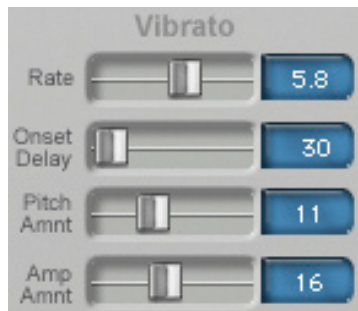 Vibrato
Rate 5.8
Onset
Delay 30
Pitch
Amnt 11
Amp
Amnt 16